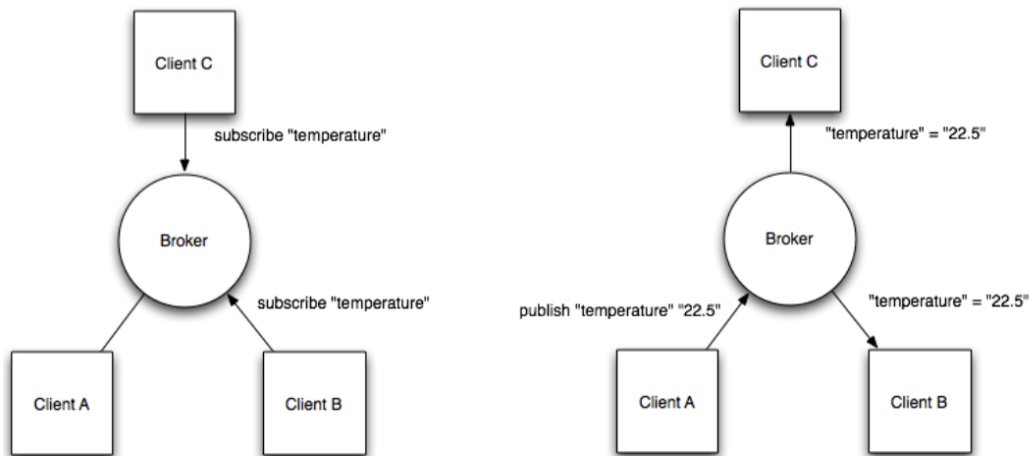 Client C
subscribe "temperature"
Broker
subscribe "temperature"
Client A
Client B
Client C
"temperature" = "22.5"
Broker
publish "temperature" "22.5"
"temperature" = "22.5"
Client A
Client B